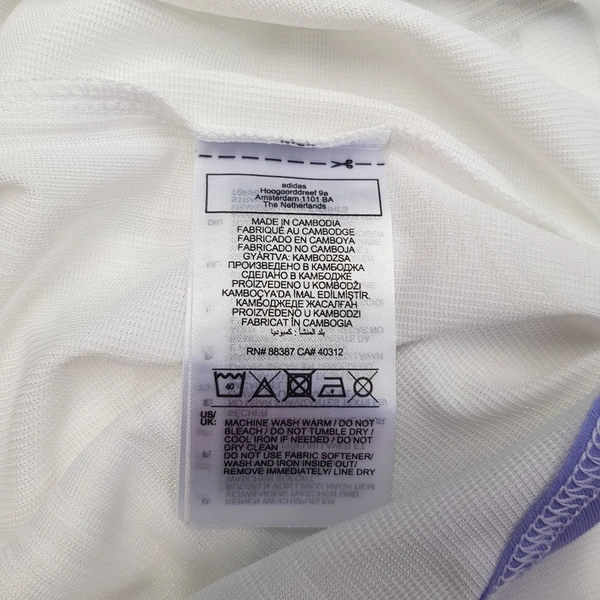 adidas
Hoogoorddreef 9a
Amsterdam 1101 BA
The Netherlands
MADE IN CAMBODIA
FABRIQUÉ AU CAMBODGE
FABRICADO EN CAMBOYA
FABRICADO NO CAMBOJA
GYÁRTVA: KAMBODZSA
ПРОИЗВЕДЕНО В КАМБОДЖА
СДЕЛАНО В КАМБОДЖЕ
PROIZVEDENO U KOMBODŽI
KAMBOÇYA'DA İMAL EDİLMİŞTİR.
КАМБОДЖЕДЕ ЖАСАЛҒАН
PROIZVEDENO U KAMBODZI
FABRICAT ÎN CAMBOGIA
بلد المنشأ: كمبوديا
RN# 88387 CA# 40312
40
US/
UK:
MACHINE WASH WARM / DO NOT
BLEACH / DO NOT TUMBLE DRY /
COOL IRON IF NEEDED / DO NOT
DRY CLEAN
DO NOT USE FABRIC SOFTENER/
WASH AND IRON INSIDE OUT/
REMOVE IMMEDIATELY/ LINE DRY